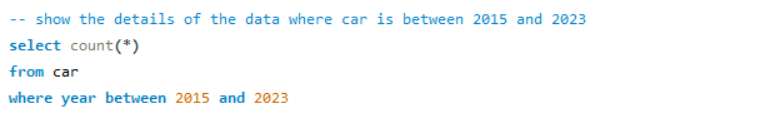 -- show the details of the data where car is between 2015 and 2023
select count(*)
from car
where year between 2015 and 2023